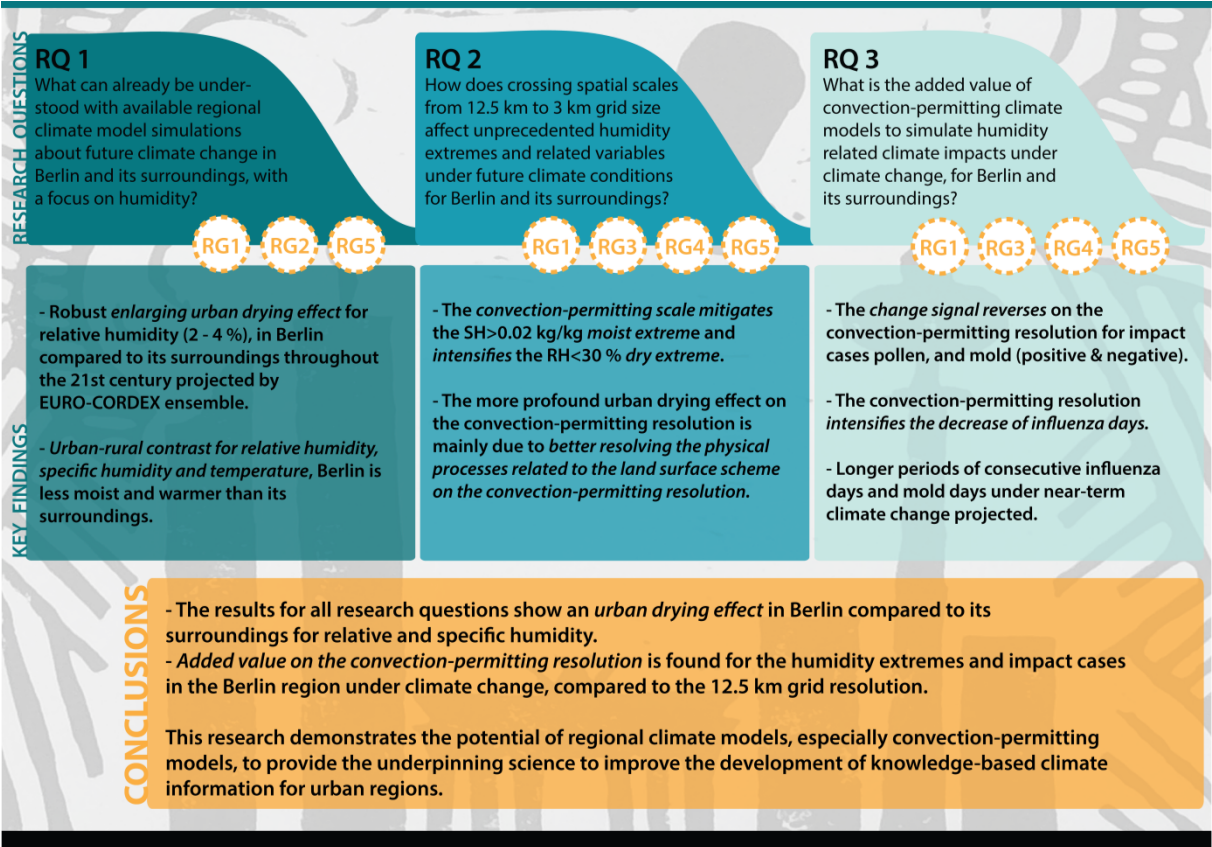 RESEARCH QUESTIONS
RQ 1
What can already be under-
stood with available regional
climate model simulations
about future climate change in
Berlin and its surroundings, with
a focus on humidity?
RG1 RG2 RG5
RQ 2
How does crossing spatial scales
from 12.5 km to 3 km grid size
affect unprecedented humidity
extremes and related variables
under future climate conditions
for Berlin and its surroundings?
RG1 RG3 RG4 RG5
RQ 3
What is the added value of
convection-permitting climate
models to simulate humidity
related climate impacts under
climate change, for Berlin and
its surroundings?
RG1 RG3 RG4 RG5
KEY FINDINGS
- Robust enlarging urban drying effect for
relative humidity (2 - 4 %), in Berlin
compared to its surroundings throughout
the 21st century projected by
EURO-CORDEX ensemble.
- Urban-rural contrast for relative humidity,
specific humidity and temperature, Berlin is
less moist and warmer than its
surroundings.
- The convection-permitting scale mitigates
the SH>0.02 kg/kg moist extreme and
intensifies the RH<30 % dry extreme.
- The more profound urban drying effect on
the convection-permitting resolution is
mainly due to better resolving the physical
processes related to the land surface scheme
on the convection-permitting resolution.
- The change signal reverses on the
convection-permitting resolution for impact
cases pollen, and mold (positive & negative).
- The convection-permitting resolution
intensifies the decrease of influenza days.
- Longer periods of consecutive influenza
days and mold days under near-term
climate change projected.
CONCLUSIONS
- The results for all research questions show an urban drying effect in Berlin compared to its
surroundings for relative and specific humidity.
- Added value on the convection-permitting resolution is found for the humidity extremes and impact cases
in the Berlin region under climate change, compared to the 12.5 km grid resolution.
This research demonstrates the potential of regional climate models, especially convection-permitting
models, to provide the underpinning science to improve the development of knowledge-based climate
information for urban regions.